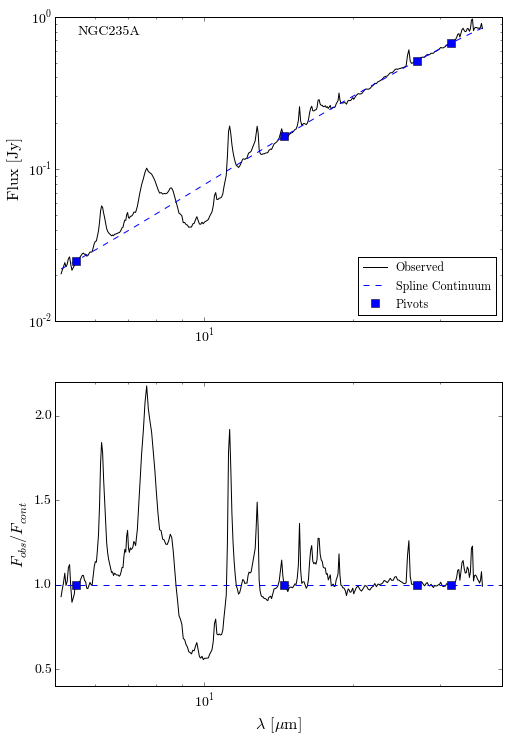 10^0
NGC235A
Flux [Jy]
10^-1
Observed
Spline Continuum
Pivots
10^-2
10^1
2.0
1.5
F_obs/F_cont
1.0
0.5
10^1
λ [μm]